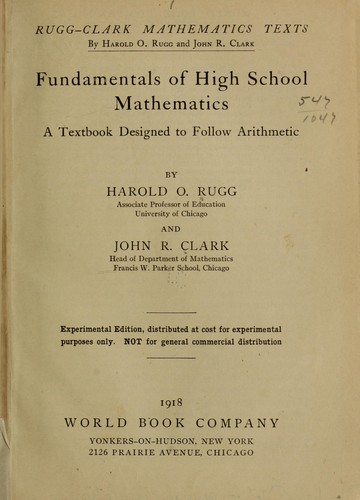 RUGG–CLARK MATHEMATICS TEXTS
By Harold O. Rugg and John R. Clark
Fundamentals of High School
Mathematics
547
1047
A Textbook Designed to Follow Arithmetic
BY
HAROLD O. RUGG
Associate Professor of Education
University of Chicago
AND
JOHN R. CLARK
Head of Department of Mathematics
Francis W. Parker School, Chicago
Experimental Edition, distributed at cost for experimental
purposes only. NOT for general commercial distribution
1918
WORLD BOOK COMPANY
YONKERS-ON-HUDSON, NEW YORK
2126 PRAIRIE AVENUE, CHICAGO